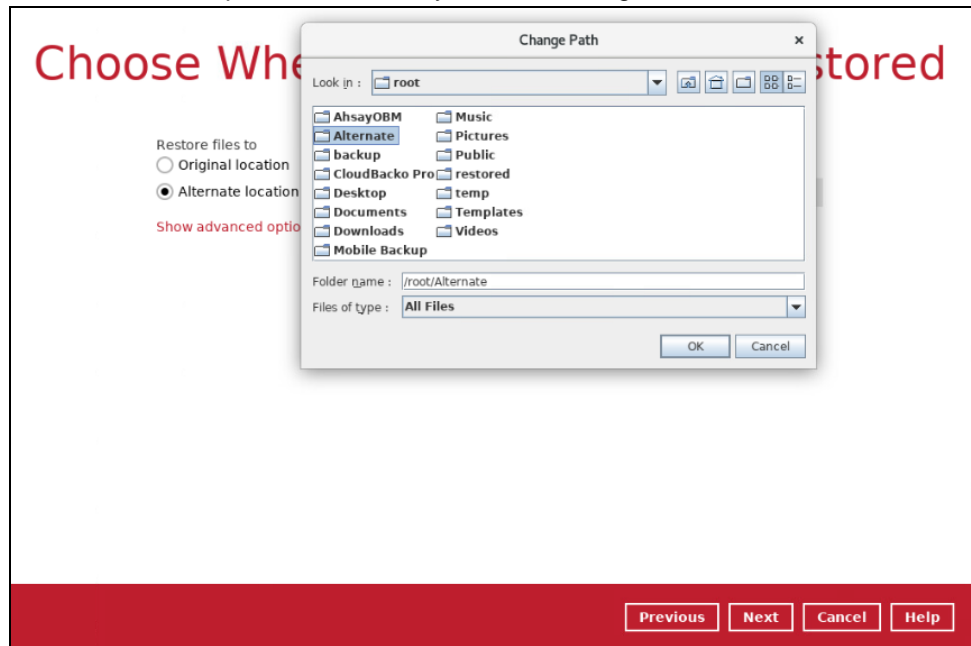 Change Path
Choose Whe
stored
Look in :
root
AhsayOBM
Music
Alternate
Pictures
backup
Public
CloudBacko Pro
restored
Desktop
temp
Documents
Templates
Downloads
Videos
Mobile Backup
Folder name :
/root/Alternate
Files of type :
All Files
OK
Cancel
Restore files to
Original location
Alternate location
Show advanced optio
Previous
Next
Cancel
Help